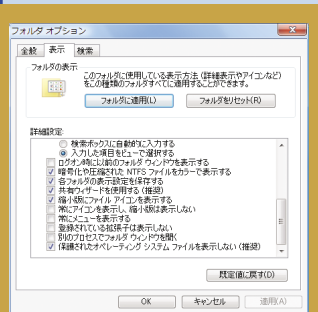 フォルダ オプション
全般
表示
検索
フォルダの表示
このフォルダに使用している表示方法 (詳細表示やアイコンなど)
をこの種類のフォルダすべてに適用することができます。
フォルダに適用(L)
フォルダをリセット(R)
詳細設定:
検索ボックスに自動的に入力する
入力した項目をビューで選択する
ログオン時に以前のフォルダ ウィンドウを表示する
暗号化や圧縮された NTFS ファイルをカラーで表示する
各フォルダの表示設定を保存する
共有ウィザードを使用する (推奨)
縮小版にファイル アイコンを表示する
常にアイコンを表示し、縮小版は表示しない
常にメニューを表示する
登録されている拡張子は表示しない
別のプロセスでフォルダ ウィンドウを開く
保護されたオペレーティング システム ファイルを表示しない (推奨)
既定値に戻す(D)
OK
キャンセル
適用(A)